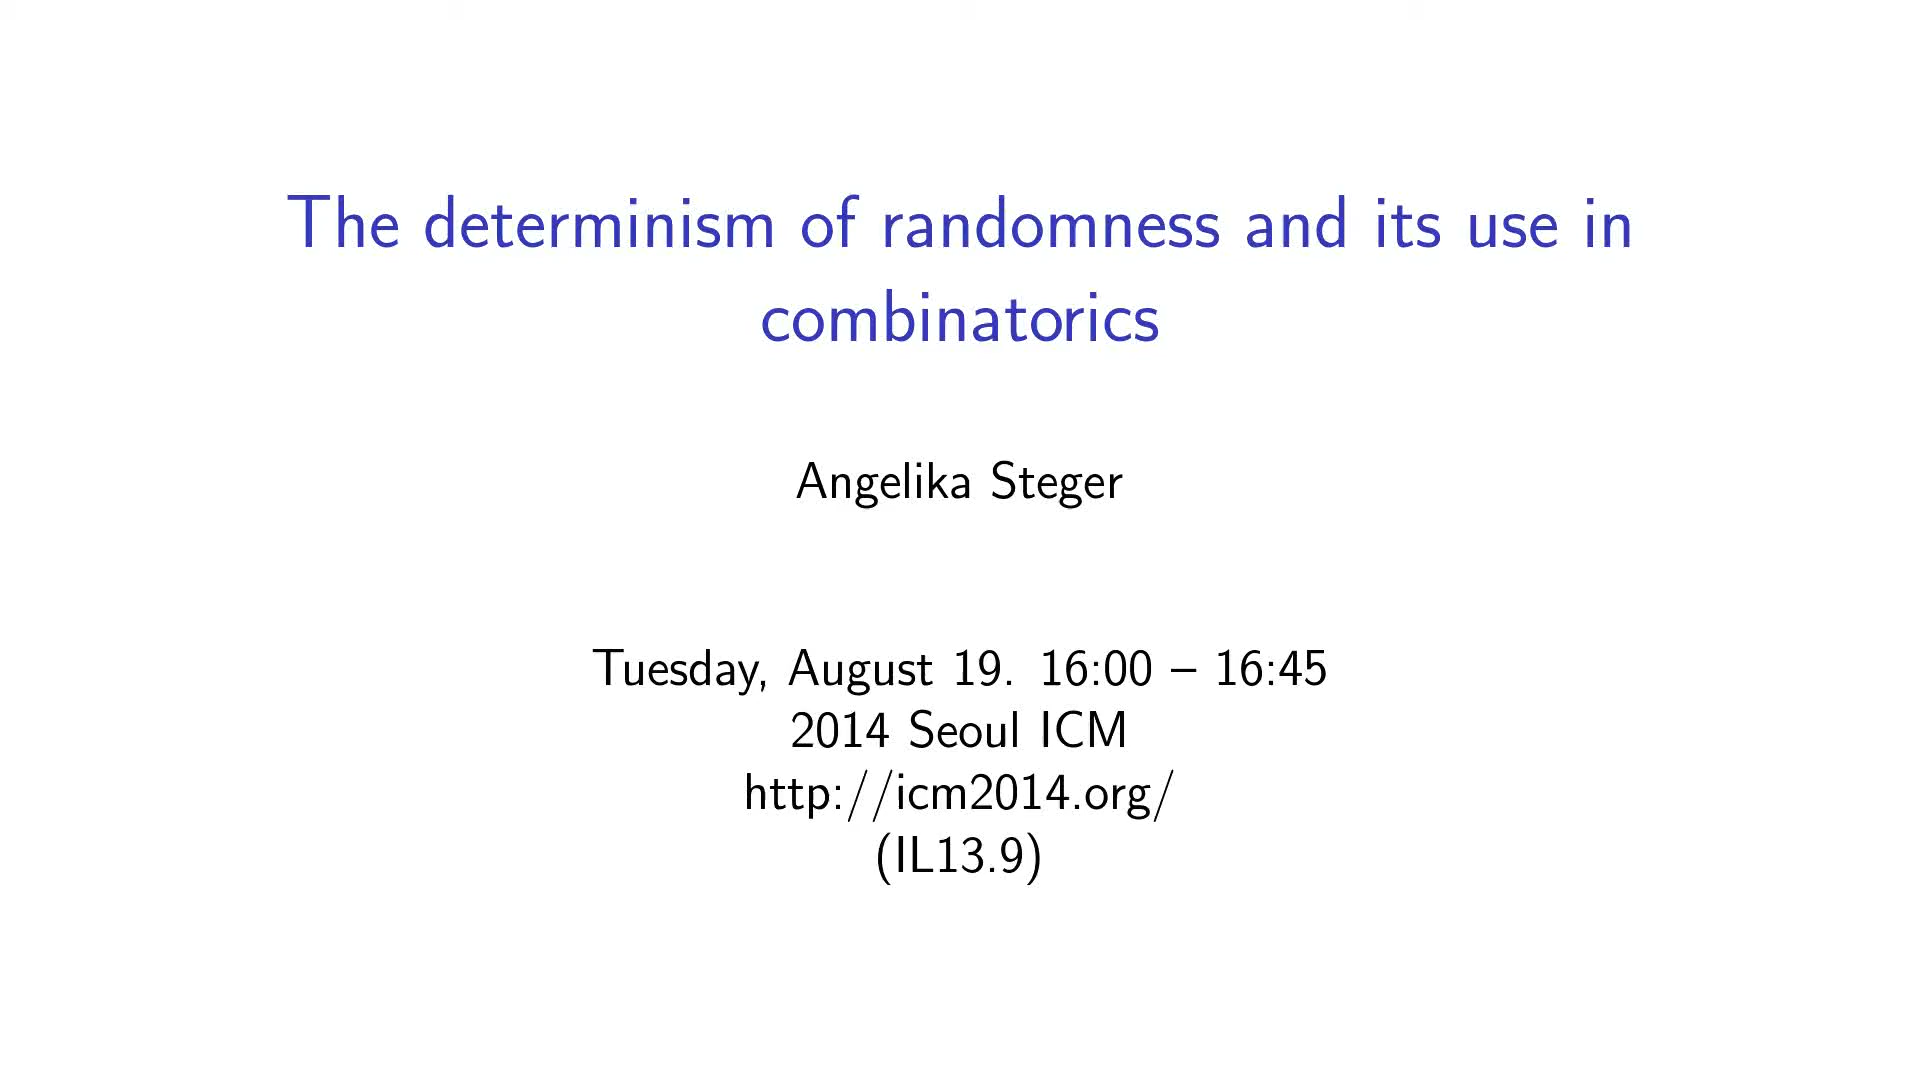 The determinism of randomness and its use in
combinatorics
Angelika Steger
Tuesday, August 19. 16:00 – 16:45
2014 Seoul ICM
http://icm2014.org/
(IL13.9)